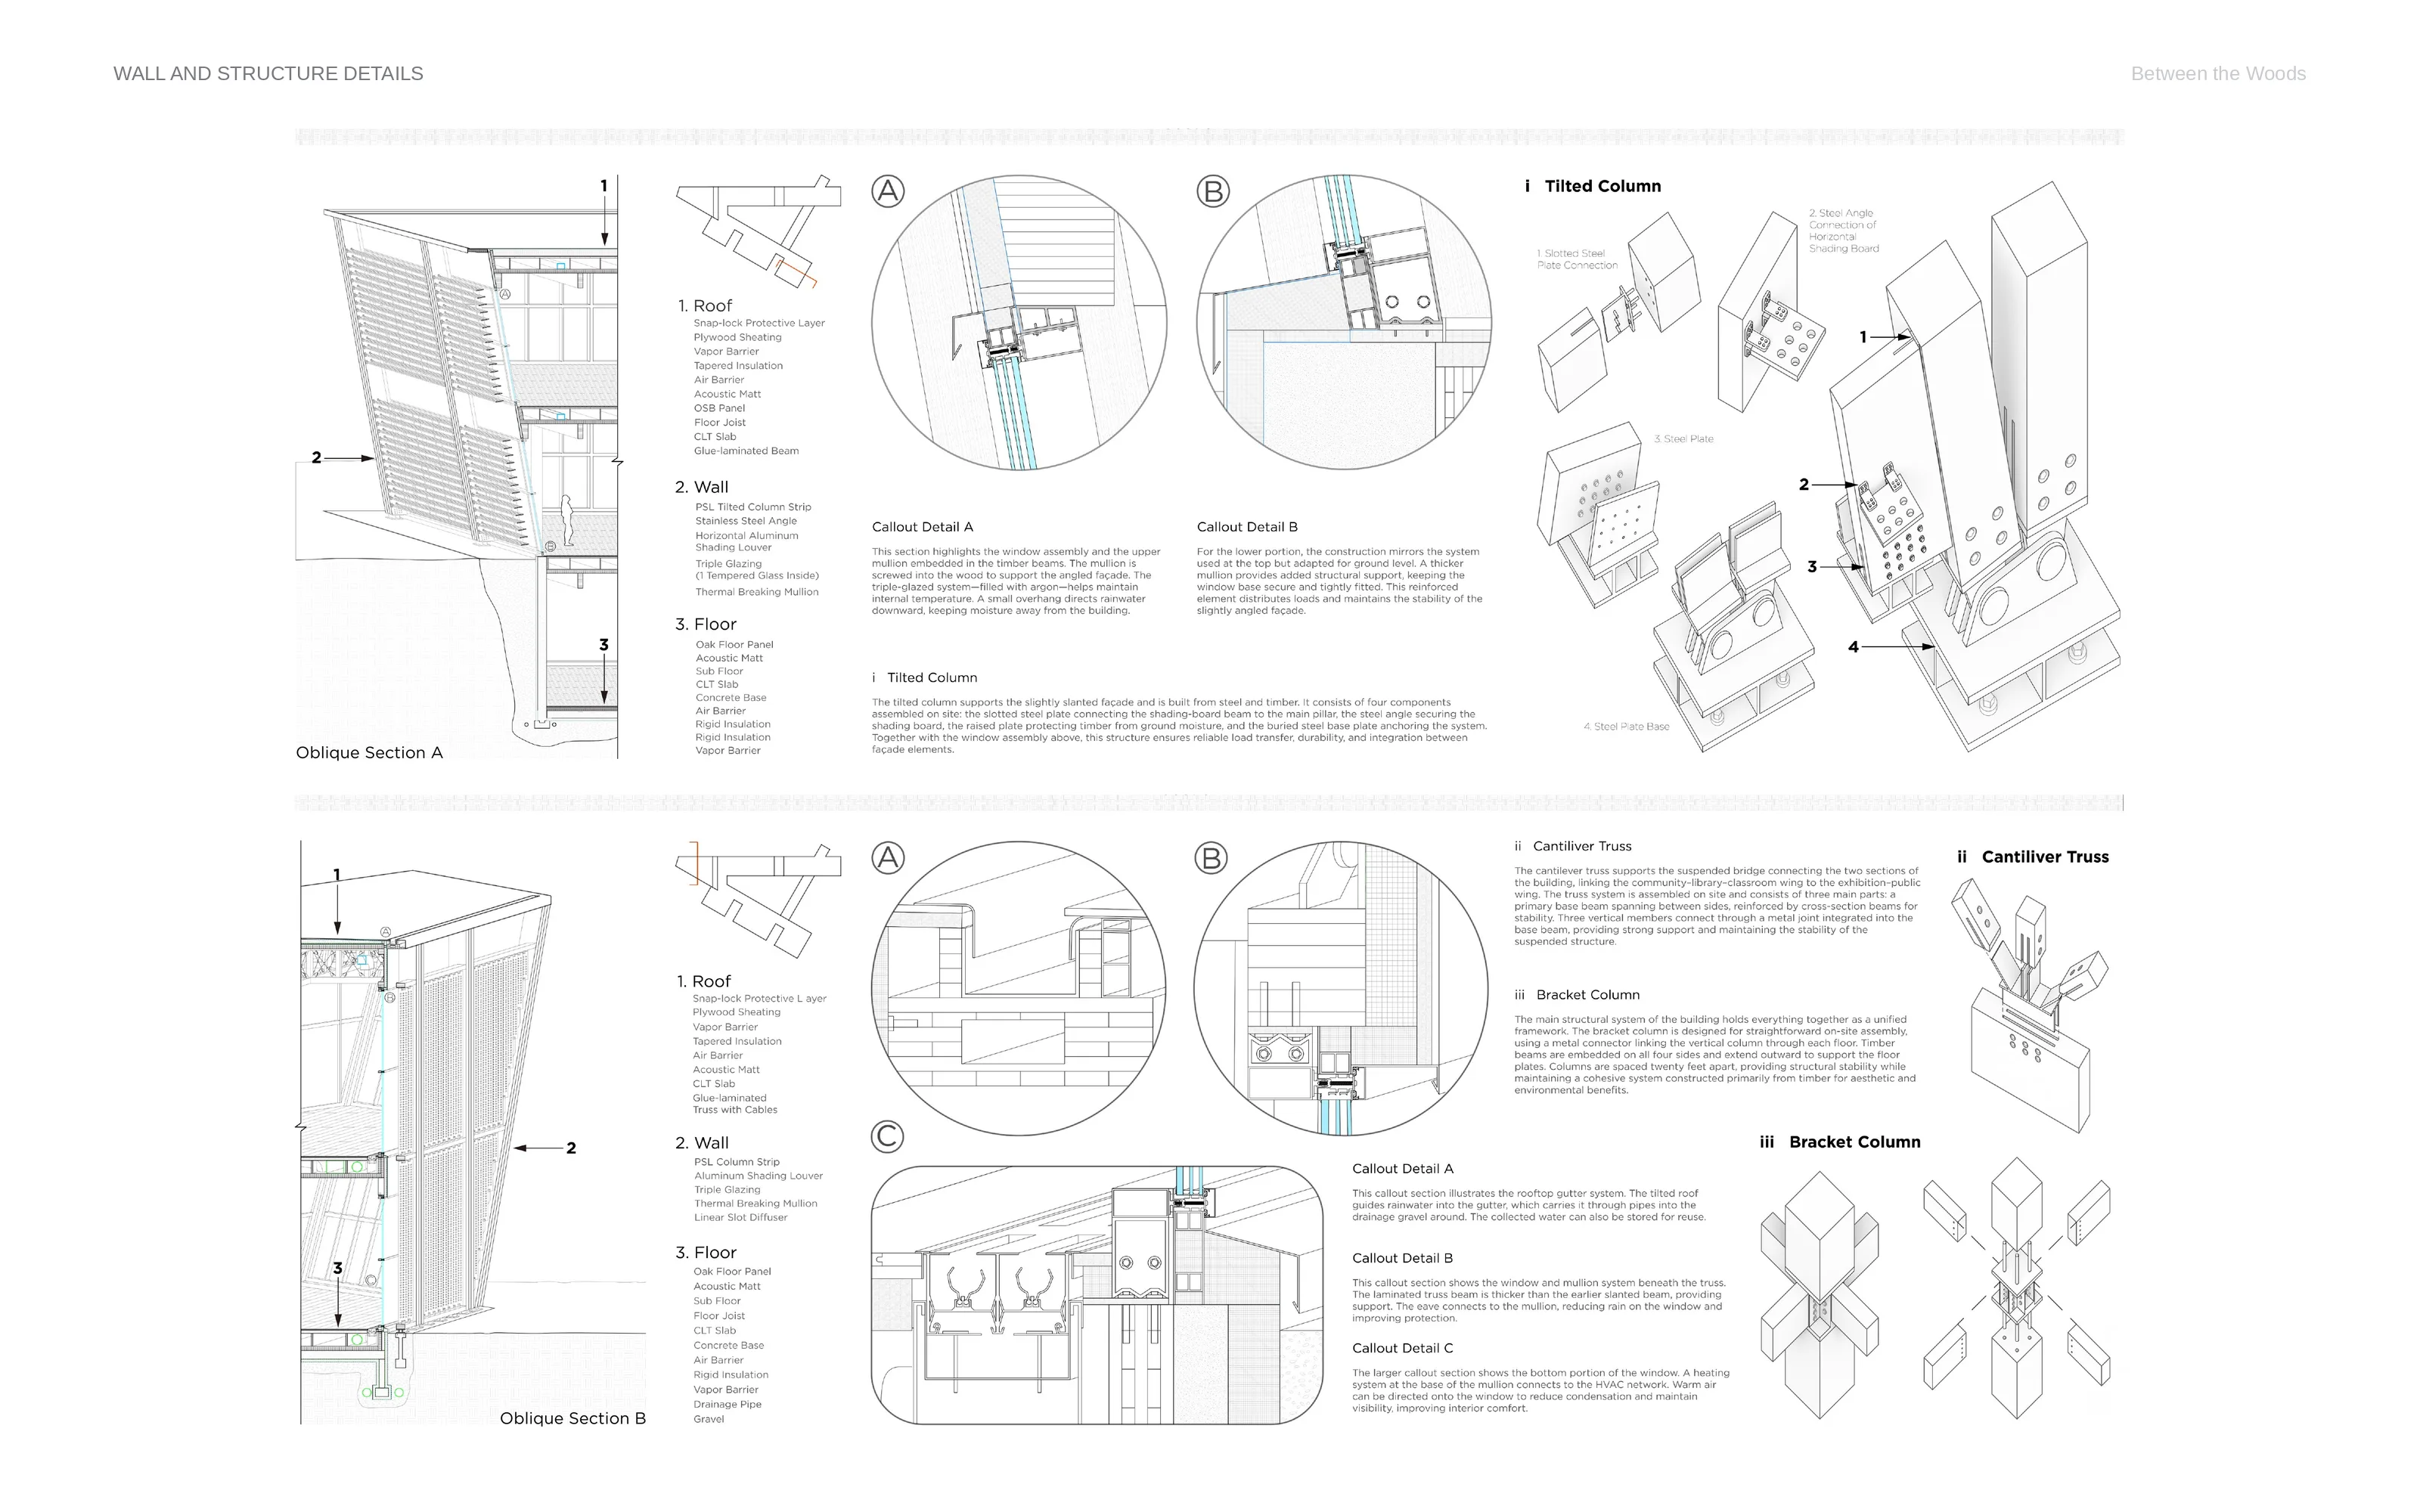 WALL AND STRUCTURE DETAILS
Between the Woods
1
2
3
A
B
Oblique Section A
1. Roof
Snap-lock Protective Layer
Plywood Sheating
Vapor Barrier
Tapered Insulation
Air Barrier
Acoustic Matt
OSB Panel
Floor Joist
CLT Slab
Glue-laminated Beam
2. Wall
PSL Tilted Column Strip
Stainless Steel Angle
Horizontal Aluminum
Shading Louver
Triple Glazing
(1 Tempered Glass Inside)
Thermal Breaking Mullion
3. Floor
Oak Floor Panel
Acoustic Matt
Sub Floor
CLT Slab
Concrete Base
Air Barrier
Rigid Insulation
Rigid Insulation
Vapor Barrier
A
B
Callout Detail A
This section highlights the window assembly and the upper
mullion embedded in the timber beams. The mullion is
screwed into the wood to support the angled façade. The
triple-glazed system—filled with argon—helps maintain
internal temperature. A small overhang directs rainwater
downward, keeping moisture away from the building.
Callout Detail B
For the lower portion, the construction mirrors the system
used at the top but adapted for ground level. A thicker
mullion provides added structural support, keeping the
window base secure and tightly fitted. This reinforced
element distributes loads and maintains the stability of the
slightly angled façade.
i Tilted Column
The tilted column supports the slightly slanted façade and is built from steel and timber. It consists of four components
assembled on site: the slotted steel plate connecting the shading-board beam to the main pillar, the steel angle securing the
shading board, the raised plate protecting timber from ground moisture, and the buried steel base plate anchoring the system.
Together with the window assembly above, this structure ensures reliable load transfer, durability, and integration between
façade elements.
i Tilted Column
1. Slotted Steel
Plate Connection
2. Steel Angle
Connection of
Horizontal
Shading Board
3. Steel Plate
4. Steel Plate Base
1
2
3
4
1
2
3
A
B
C
Oblique Section B
1. Roof
Snap-lock Protective L ayer
Plywood Sheating
Vapor Barrier
Tapered Insulation
Air Barrier
Acoustic Matt
CLT Slab
Glue-laminated
Truss with Cables
2. Wall
PSL Column Strip
Aluminum Shading Louver
Triple Glazing
Thermal Breaking Mullion
Linear Slot Diffuser
3. Floor
Oak Floor Panel
Acoustic Matt
Sub Floor
Floor Joist
CLT Slab
Concrete Base
Air Barrier
Rigid Insulation
Vapor Barrier
Drainage Pipe
Gravel
A
B
C
ii Cantiliver Truss
The cantilever truss supports the suspended bridge connecting the two sections of
the building, linking the community–library–classroom wing to the exhibition–public
wing. The truss system is assembled on site and consists of three main parts: a
primary base beam spanning between sides, reinforced by cross-section beams for
stability. Three vertical members connect through a metal joint integrated into the
base beam, providing strong support and maintaining the stability of the
suspended structure.
iii Bracket Column
The main structural system of the building holds everything together as a unified
framework. The bracket column is designed for straightforward on-site assembly,
using a metal connector linking the vertical column through each floor. Timber
beams are embedded on all four sides and extend outward to support the floor
plates. Columns are spaced twenty feet apart, providing structural stability while
maintaining a cohesive system constructed primarily from timber for aesthetic and
environmental benefits.
Callout Detail A
This callout section illustrates the rooftop gutter system. The tilted roof
guides rainwater into the gutter, which carries it through pipes into the
drainage gravel around. The collected water can also be stored for reuse.
Callout Detail B
This callout section shows the window and mullion system beneath the truss.
The laminated truss beam is thicker than the earlier slanted beam, providing
support. The eave connects to the mullion, reducing rain on the window and
improving protection.
Callout Detail C
The larger callout section shows the bottom portion of the window. A heating
system at the base of the mullion connects to the HVAC network. Warm air
can be directed onto the window to reduce condensation and maintain
visibility, improving interior comfort.
ii Cantiliver Truss
iii Bracket Column